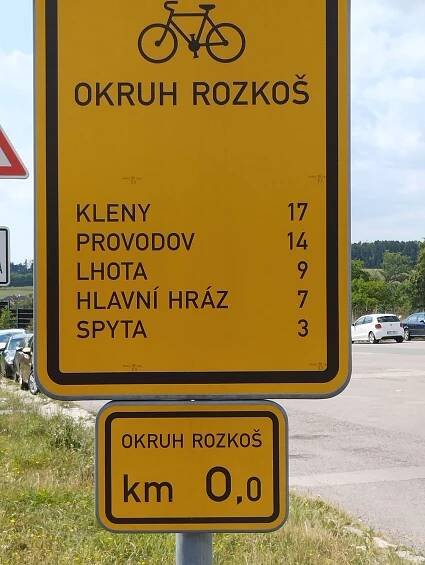 OKRUH ROZKOŠ
KLENY 17
PROVODOV 14
LHOTA 9
HLAVNÍ HRÁZ 7
SPYTA 3
OKRUH ROZKOŠ
km 0,0